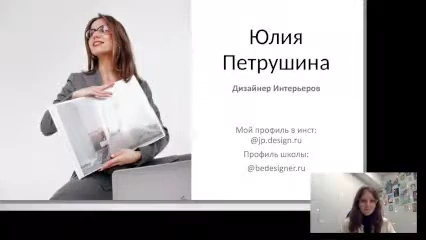 Юлия
Петрушина
Дизайнер Интерьеров
Мой профиль в инст:
@jp.design.ru
Профиль школы:
@bedesigner.ru